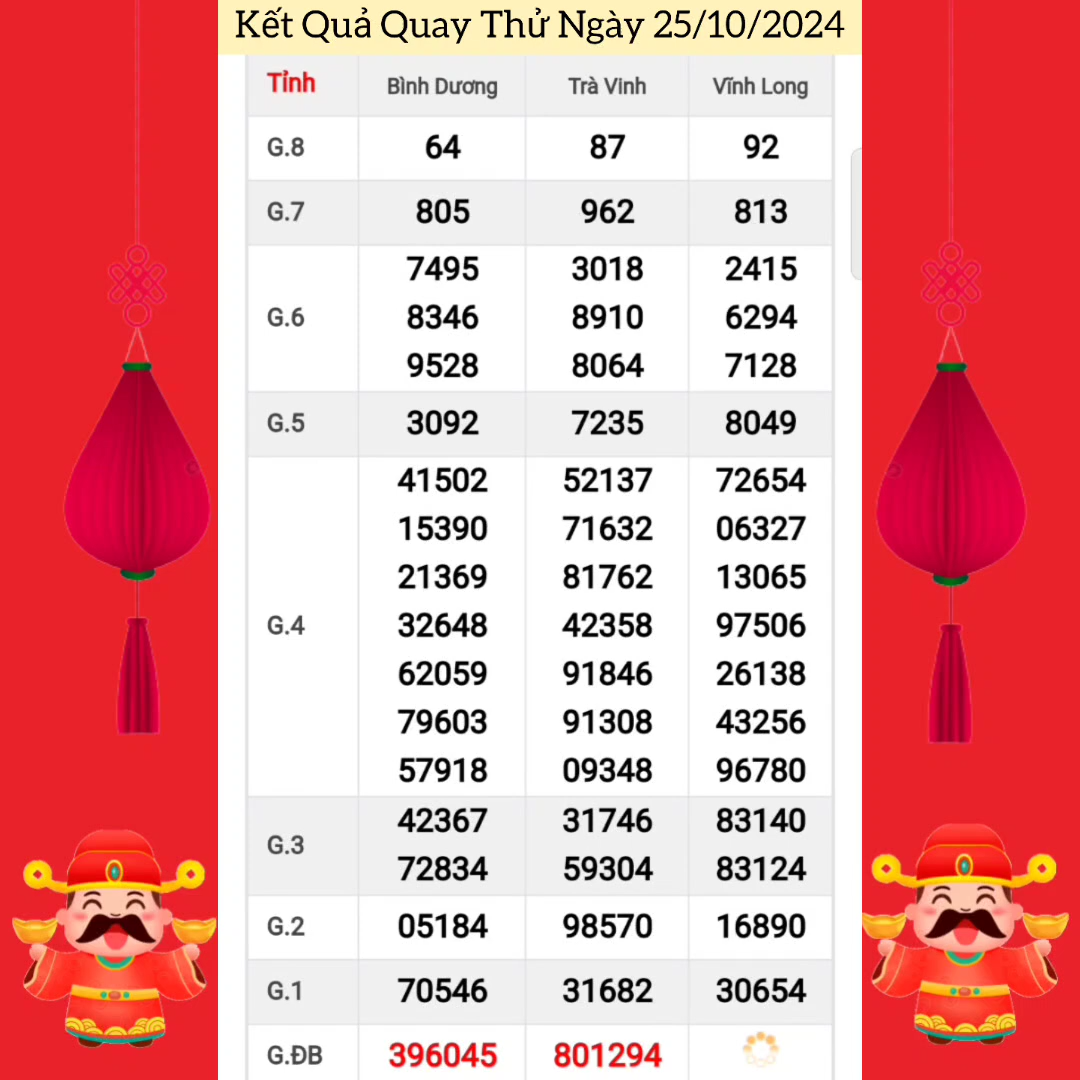 Kết Quả Quay Thử Ngày 25/10/2024
Tỉnh Bình Dương Trà Vinh Vĩnh Long
G.8 64 87 92
G.7 805 962 813
7495 3018 2415
G.6 8346 8910 6294
9528 8064 7128
G.5 3092 7235 8049
41502 52137 72654
15390 71632 06327
21369 81762 13065
G.4 32648 42358 97506
62059 91846 26138
79603 91308 43256
57918 09348 96780
G.3 42367 31746 83140
72834 59304 83124
G.2 05184 98570 16890
G.1 70546 31682 30654
G.ĐB 396045 801294